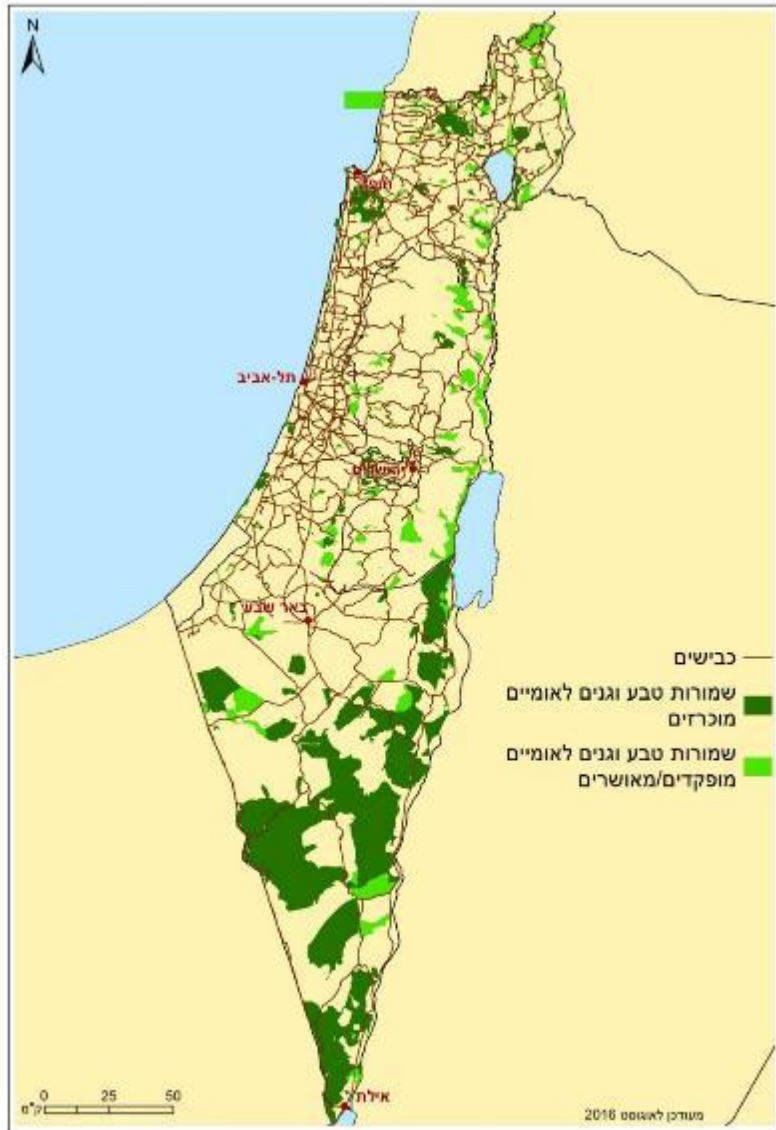 N
חיפה
תל-אביב
ירושלים
באר שבע
כבישים
שמורות טבע וגנים לאומיים
מוכרזים
שמורות טבע וגנים לאומיים
מופקדים/מאושרים
אילת
0 25 50
ק"מ
מעודכן לאוגוסט 2016